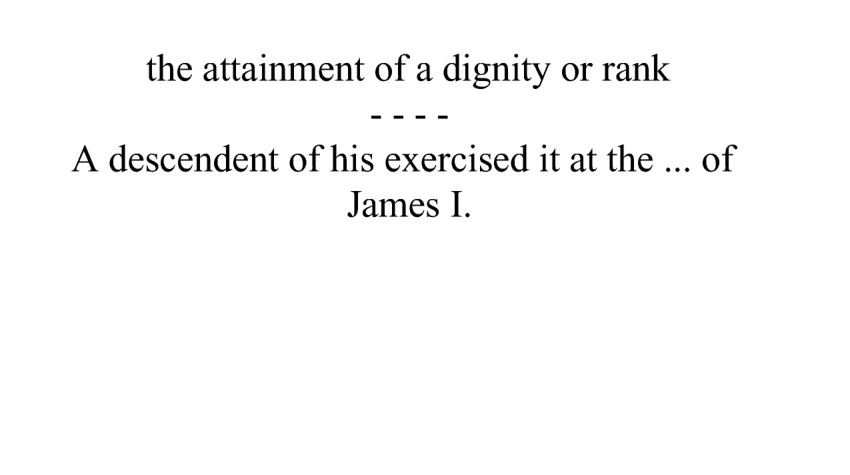 the attainment of a dignity or rank
- - - -
A descendent of his exercised it at the ... of
James I.